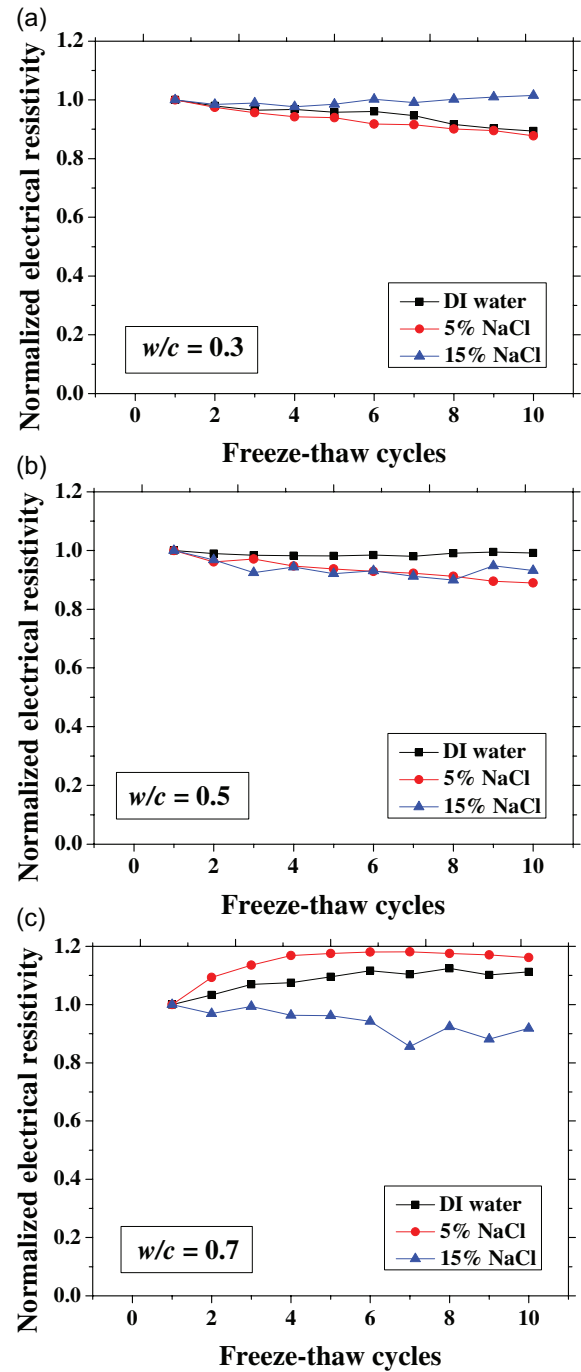 (a)
1.2
1.0
0.8
0.6
0.4
0.2
0.0
Normalized electrical resistivity
DI water
5% NaCl
15% NaCl
w/c = 0.3
0 2 4 6 8 10
Freeze-thaw cycles
(b)
1.2
1.0
0.8
0.6
0.4
0.2
0.0
Normalized electrical resistivity
DI water
5% NaCl
15% NaCl
w/c = 0.5
0 2 4 6 8 10
Freeze-thaw cycles
(c)
1.2
1.0
0.8
0.6
0.4
0.2
0.0
Normalized electrical resistivity
DI water
5% NaCl
15% NaCl
w/c = 0.7
0 2 4 6 8 10
Freeze-thaw cycles